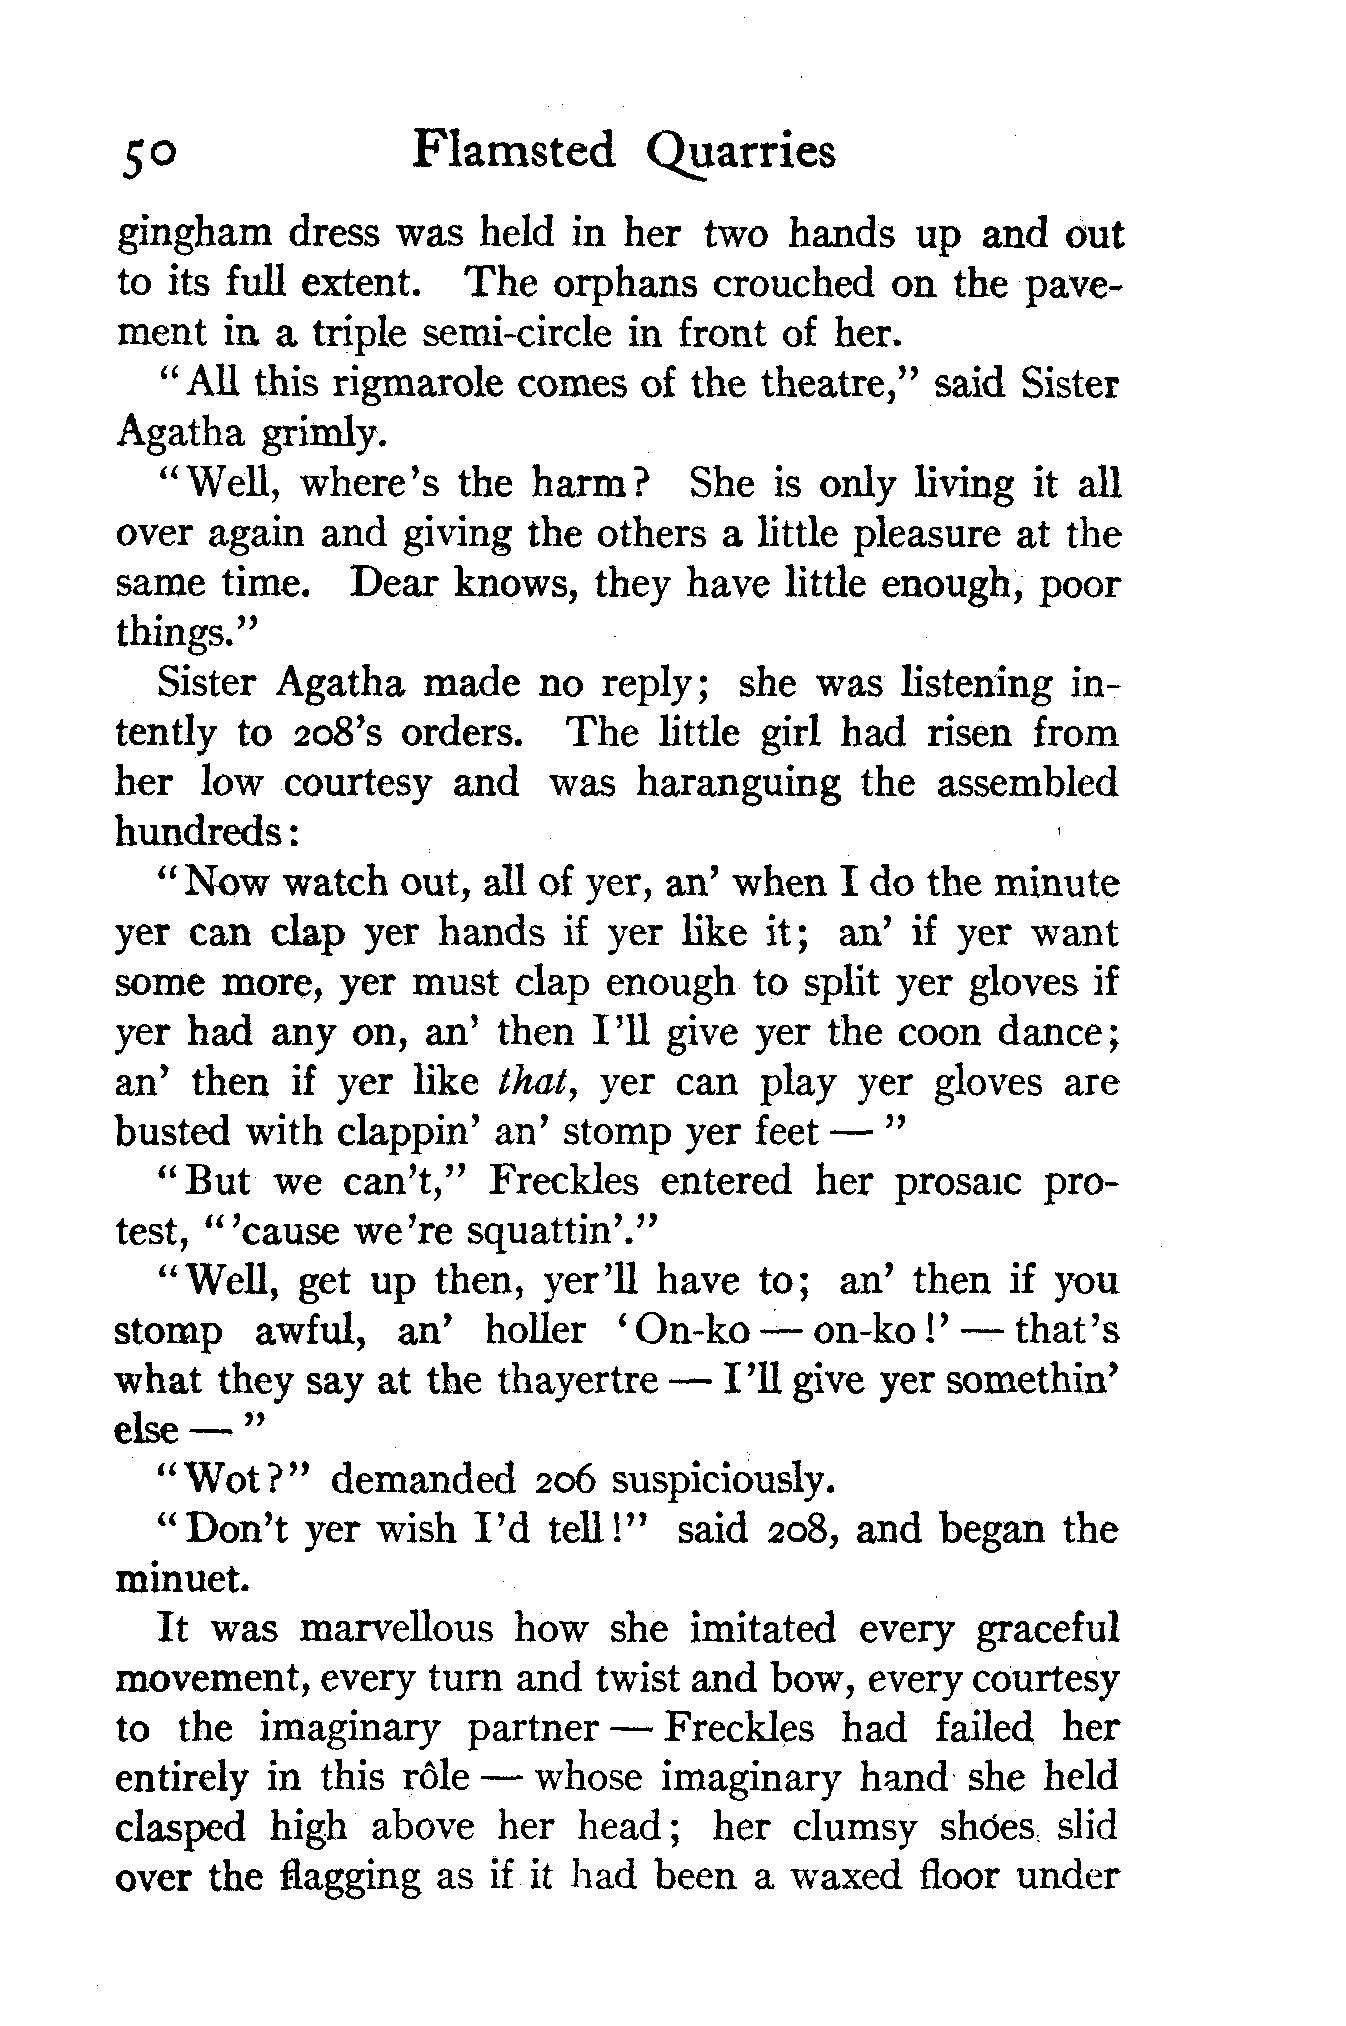 50 Flamsted Quarries
gingham dress was held in her two hands up and out
to its full extent. The orphans crouched on the pave-
ment in a triple semi-circle in front of her.
"All this rigmarole comes of the theatre," said Sister
Agatha grimly.
"Well, where's the harm? She is only living it all
over again and giving the others a little pleasure at the
same time. Dear knows, they have little enough, poor
things."
Sister Agatha made no reply; she was listening in-
tently to 208's orders. The little girl had risen from
her low courtesy and was haranguing the assembled
hundreds:
"Now watch out, all of yer, an' when I do the minute
yer can clap yer hands if yer like it; an' if yer want
some more, yer must clap enough to split yer gloves if
yer had any on, an' then I'll give yer the coon dance;
an' then if yer like that, yer can play yer gloves are
busted with clappin' an' stomp yer feet — "
"But we can't," Freckles entered her prosaic pro-
test, "'cause we're squattin'."
"Well, get up then, yer'll have to; an' then if you
stomp awful, an' holler 'On-ko — on-ko!' — that's
what they say at the thayertre — I'll give yer somethin'
else — "
"Wot?" demanded 206 suspiciously.
"Don't yer wish I'd tell!" said 208, and began the
minuet.
It was marvellous how she imitated every graceful
movement, every turn and twist and bow, every courtesy
to the imaginary partner — Freckles had failed her
entirely in this rôle — whose imaginary hand she held
clasped high above her head; her clumsy shoes slid
over the flagging as if it had been a waxed floor under